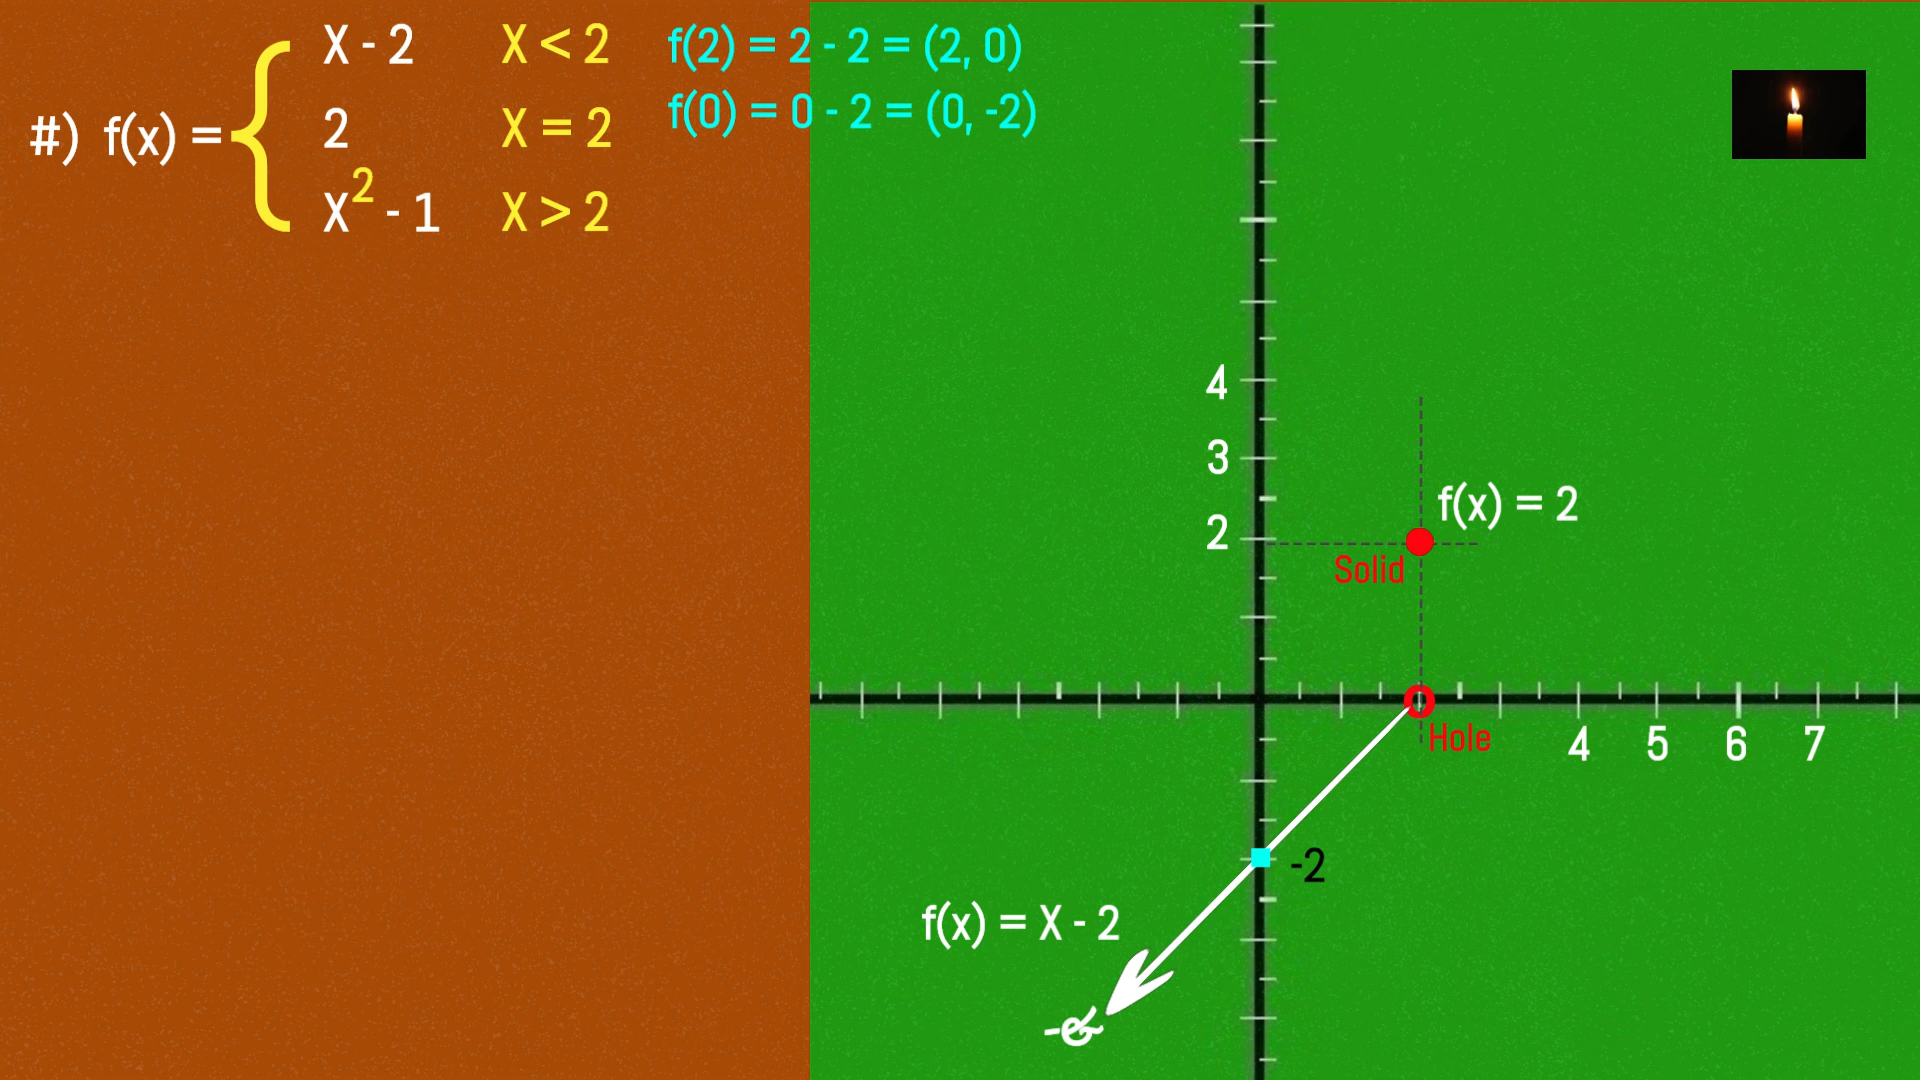 #) f(x) = {
X - 2 X < 2
2 X = 2
X² - 1 X > 2
f(2) = 2 - 2 = (2, 0)
f(0) = 0 - 2 = (0, -2)
4
3
f(x) = 2
2
Solid
Hole
4 5 6 7
-2
f(x) = X - 2